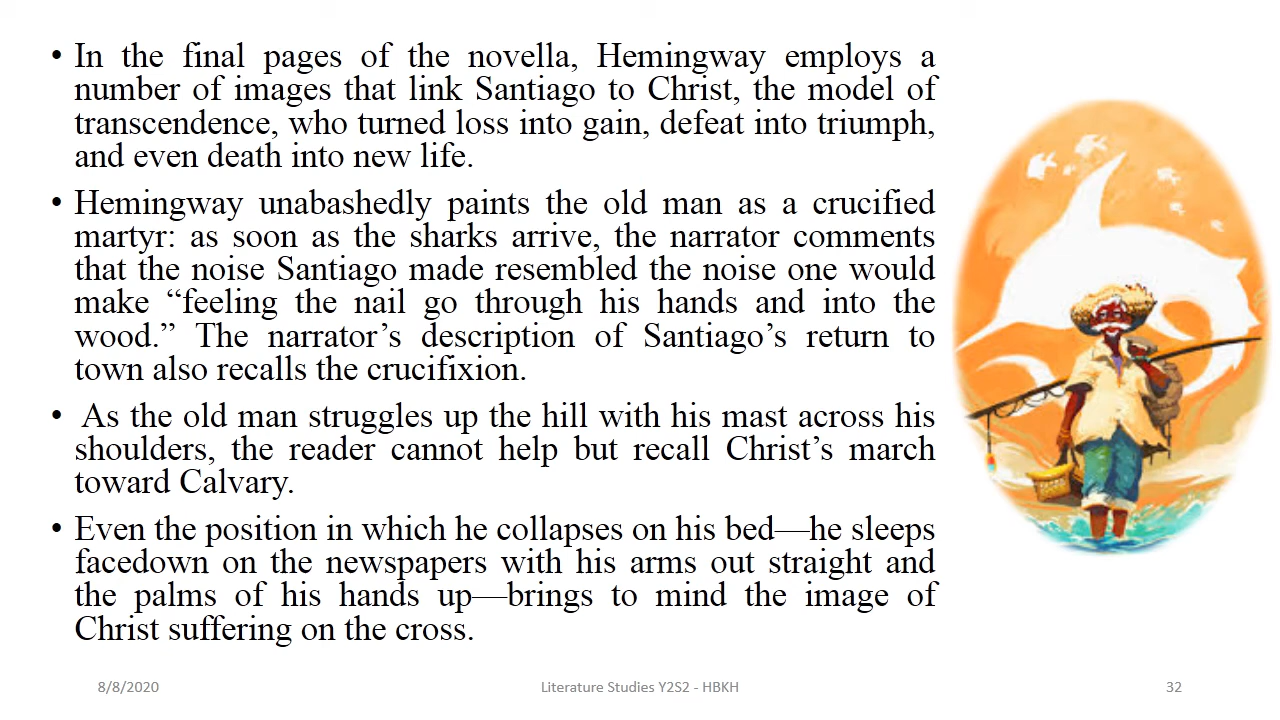 • In the final pages of the novella, Hemingway employs a
number of images that link Santiago to Christ, the model of
transcendence, who turned loss into gain, defeat into triumph,
and even death into new life.
• Hemingway unabashedly paints the old man as a crucified
martyr: as soon as the sharks arrive, the narrator comments
that the noise Santiago made resembled the noise one would
make “feeling the nail go through his hands and into the
wood.” The narrator’s description of Santiago’s return to
town also recalls the crucifixion.
• As the old man struggles up the hill with his mast across his
shoulders, the reader cannot help but recall Christ’s march
toward Calvary.
• Even the position in which he collapses on his bed—he sleeps
facedown on the newspapers with his arms out straight and
the palms of his hands up—brings to mind the image of
Christ suffering on the cross.
8/8/2020
Literature Studies Y2S2 - HBKH
32